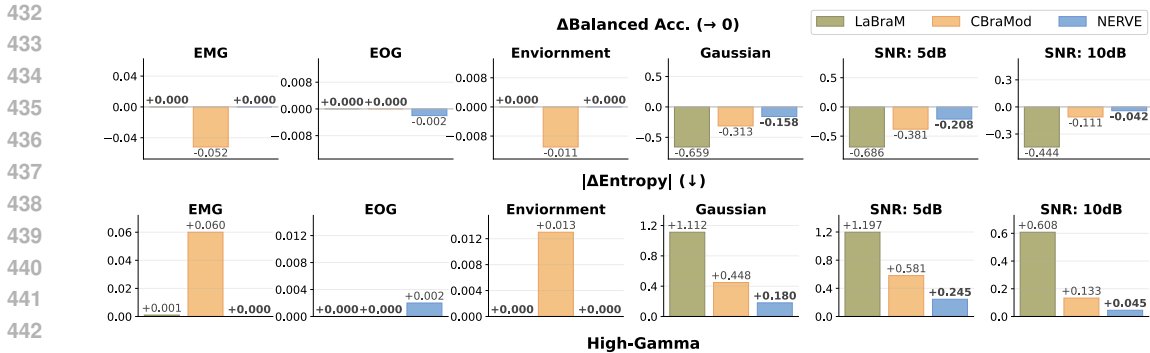 432
433
434
435
436
437
438
439
440
441
442
ΔBalanced Acc. (→ 0)
LaBraM CBraMod NERVE
EMG EOG Enviornment Gaussian SNR: 5dB SNR: 10dB
0.04 0.00 −0.04 +0.000 -0.052 +0.000
0.008 0.000 −0.008 +0.000 +0.000 -0.002
0.008 0.000 −0.008 +0.000 -0.011 +0.000
0.5 0.0 −0.5 -0.659 -0.313 -0.158
0.5 0.0 −0.5 -0.686 -0.381 -0.208
0.3 0.0 −0.3 -0.444 -0.111 -0.042
|ΔEntropy| (↓)
EMG EOG Enviornment Gaussian SNR: 5dB SNR: 10dB
0.06 0.04 0.02 0.00 +0.001 +0.060 +0.000
0.012 0.008 0.004 0.000 +0.000 +0.000 +0.002
0.012 0.008 0.004 0.000 +0.000 +0.013 +0.000
1.2 0.8 0.4 0.0 +1.112 +0.448 +0.180
1.2 0.8 0.4 0.0 +1.197 +0.581 +0.245
0.6 0.4 0.2 0.0 +0.608 +0.133 +0.045
High-Gamma